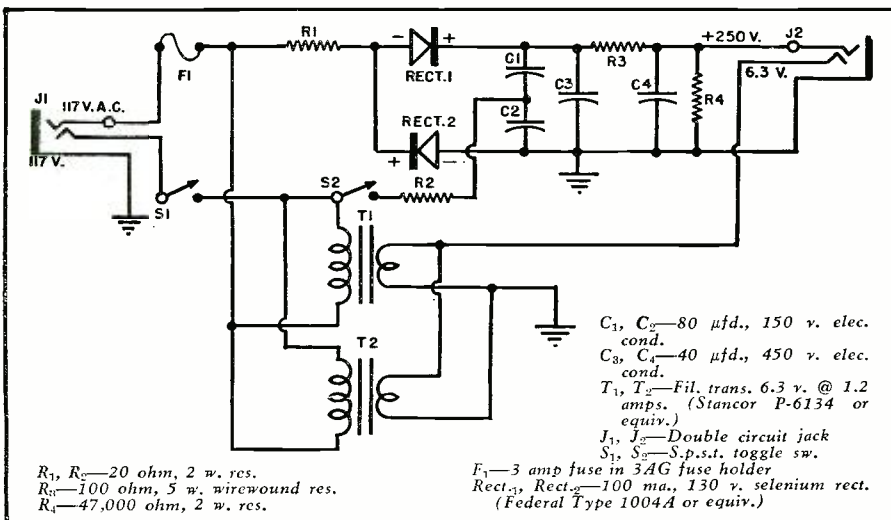 R1
RECT.1
C1
R3
+250 V.
J2
F1
C3
C4
6.3 V.
R4
J1
117 V. A.C.
C2
RECT.2
117 V.
S1
S2
R2
T1
T2
C₁, C₂—80 µfd., 150 v. elec.
cond.
C₃, C₄—40 µfd., 450 v. elec.
cond.
T₁, T₂—Fil. trans. 6.3 v. @ 1.2
amps. (Stancor P-6134 or
equiv.)
J₁, J₂—Double circuit jack
S₁, S₂—S.p.s.t. toggle sw.
R₁, R₂—20 ohm, 2 w. res.
R₃—100 ohm, 5 w. wirewound res.
R₄—47,000 ohm, 2 w. res.
F₁—3 amp fuse in 3AG fuse holder
Rect.₁, Rect.₂—100 ma., 130 v. selenium rect.
(Federal Type 1004A or equiv.)